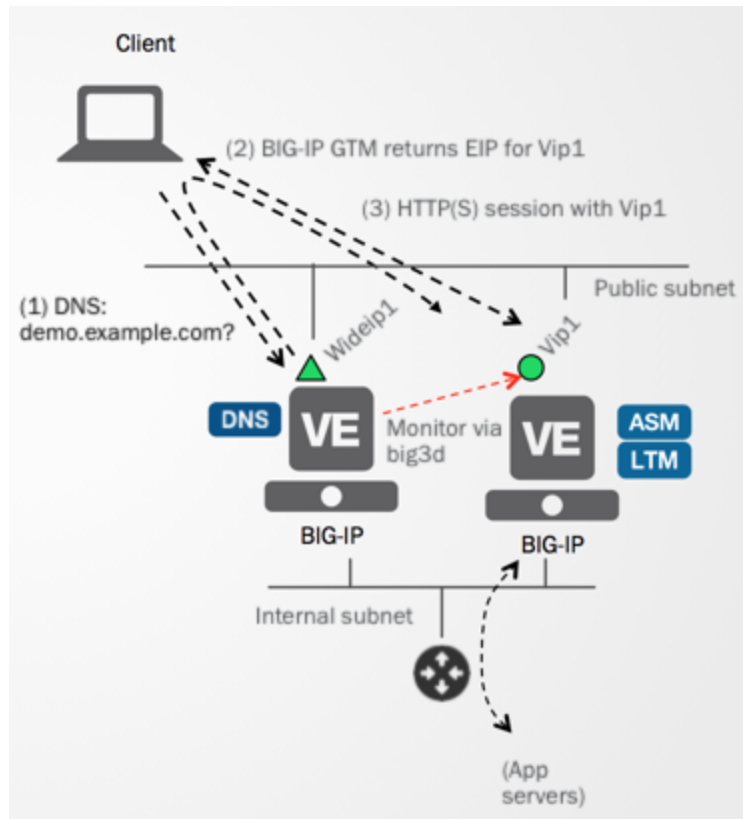 Client
(2) BIG-IP GTM returns EIP for Vip1
(3) HTTP(S) session with Vip1
Public subnet
(1) DNS:
demo.example.com?
Wideip1
Vip1
DNS
VE
Monitor via
big3d
VE
ASM
LTM
BIG-IP
BIG-IP
Internal subnet
(App
servers)